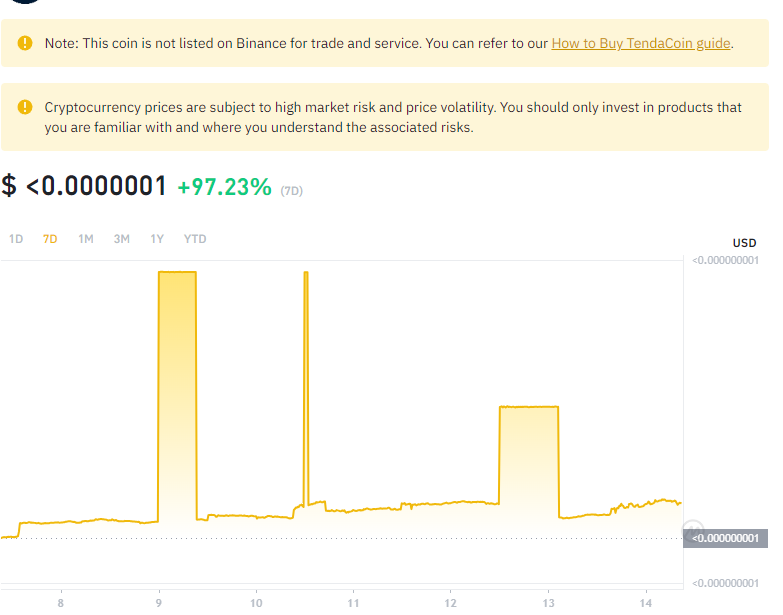 Note: This coin is not listed on Binance for trade and service. You can refer to our How to Buy TendaCoin guide.
Cryptocurrency prices are subject to high market risk and price volatility. You should only invest in products that
you are familiar with and where you understand the associated risks.
$ <0.0000001 +97.23% (7D)
1D 7D 1M 3M 1Y YTD
USD
<0.000000001
<0.000000001
<0.000000001
8 9 10 11 12 13 14